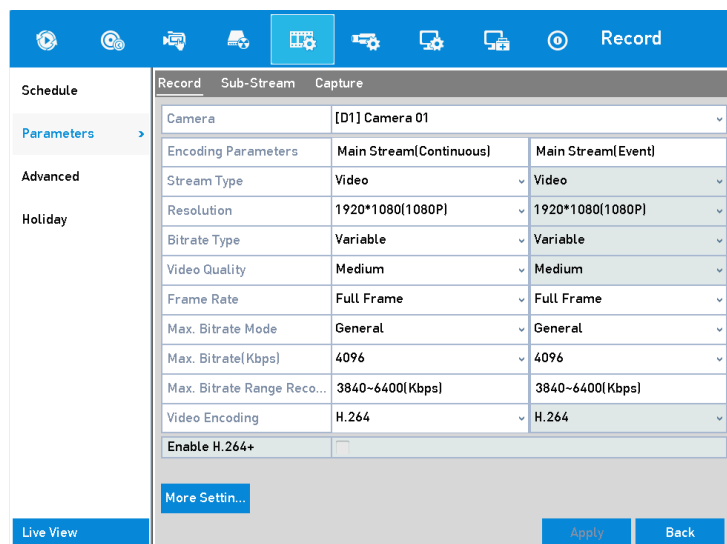 Record
Schedule
Parameters
Advanced
Holiday
Live View
Record Sub-Stream Capture
Camera [D1] Camera 01
Encoding Parameters Main Stream(Continuous) Main Stream(Event)
Stream Type Video Video
Resolution 1920*1080(1080P) 1920*1080(1080P)
Bitrate Type Variable Variable
Video Quality Medium Medium
Frame Rate Full Frame Full Frame
Max. Bitrate Mode General General
Max. Bitrate(Kbps) 4096 4096
Max. Bitrate Range Reco... 3840~6400(Kbps) 3840~6400(Kbps)
Video Encoding H.264 H.264
Enable H.264+
More Settin...
Apply Back